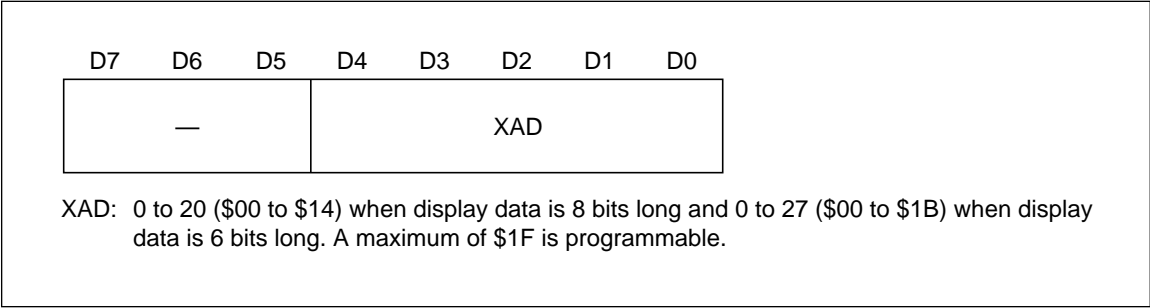 D7 D6 D5 D4 D3 D2 D1 D0
— XAD
XAD: 0 to 20 ($00 to $14) when display data is 8 bits long and 0 to 27 ($00 to $1B) when display
data is 6 bits long. A maximum of $1F is programmable.